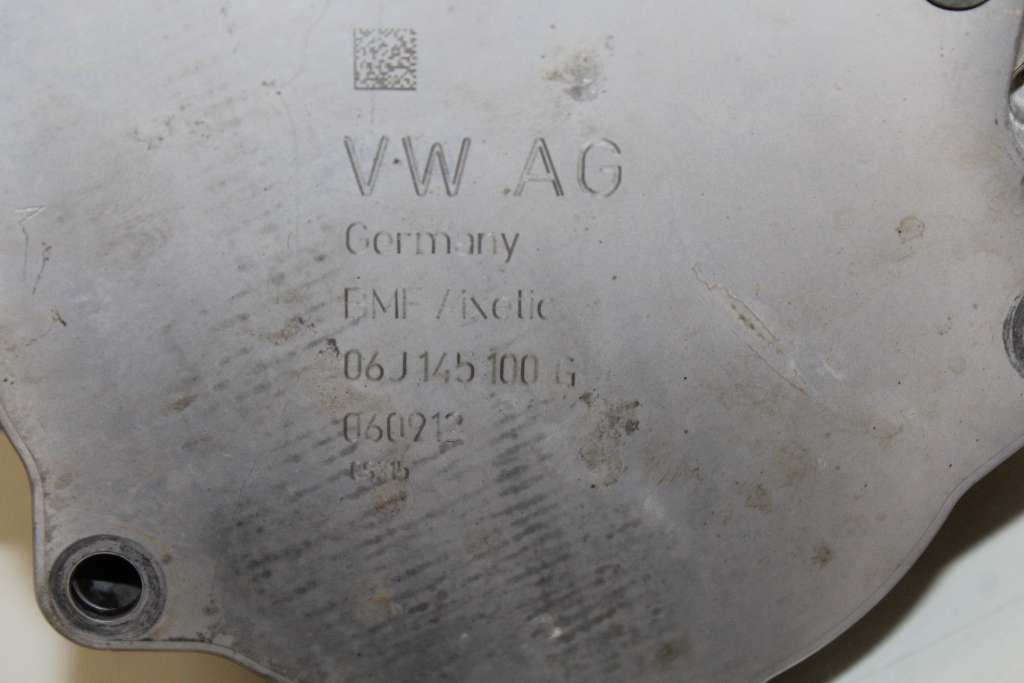 VW AG
Germany
BMF / ixetic
06J 145 100 G
060912